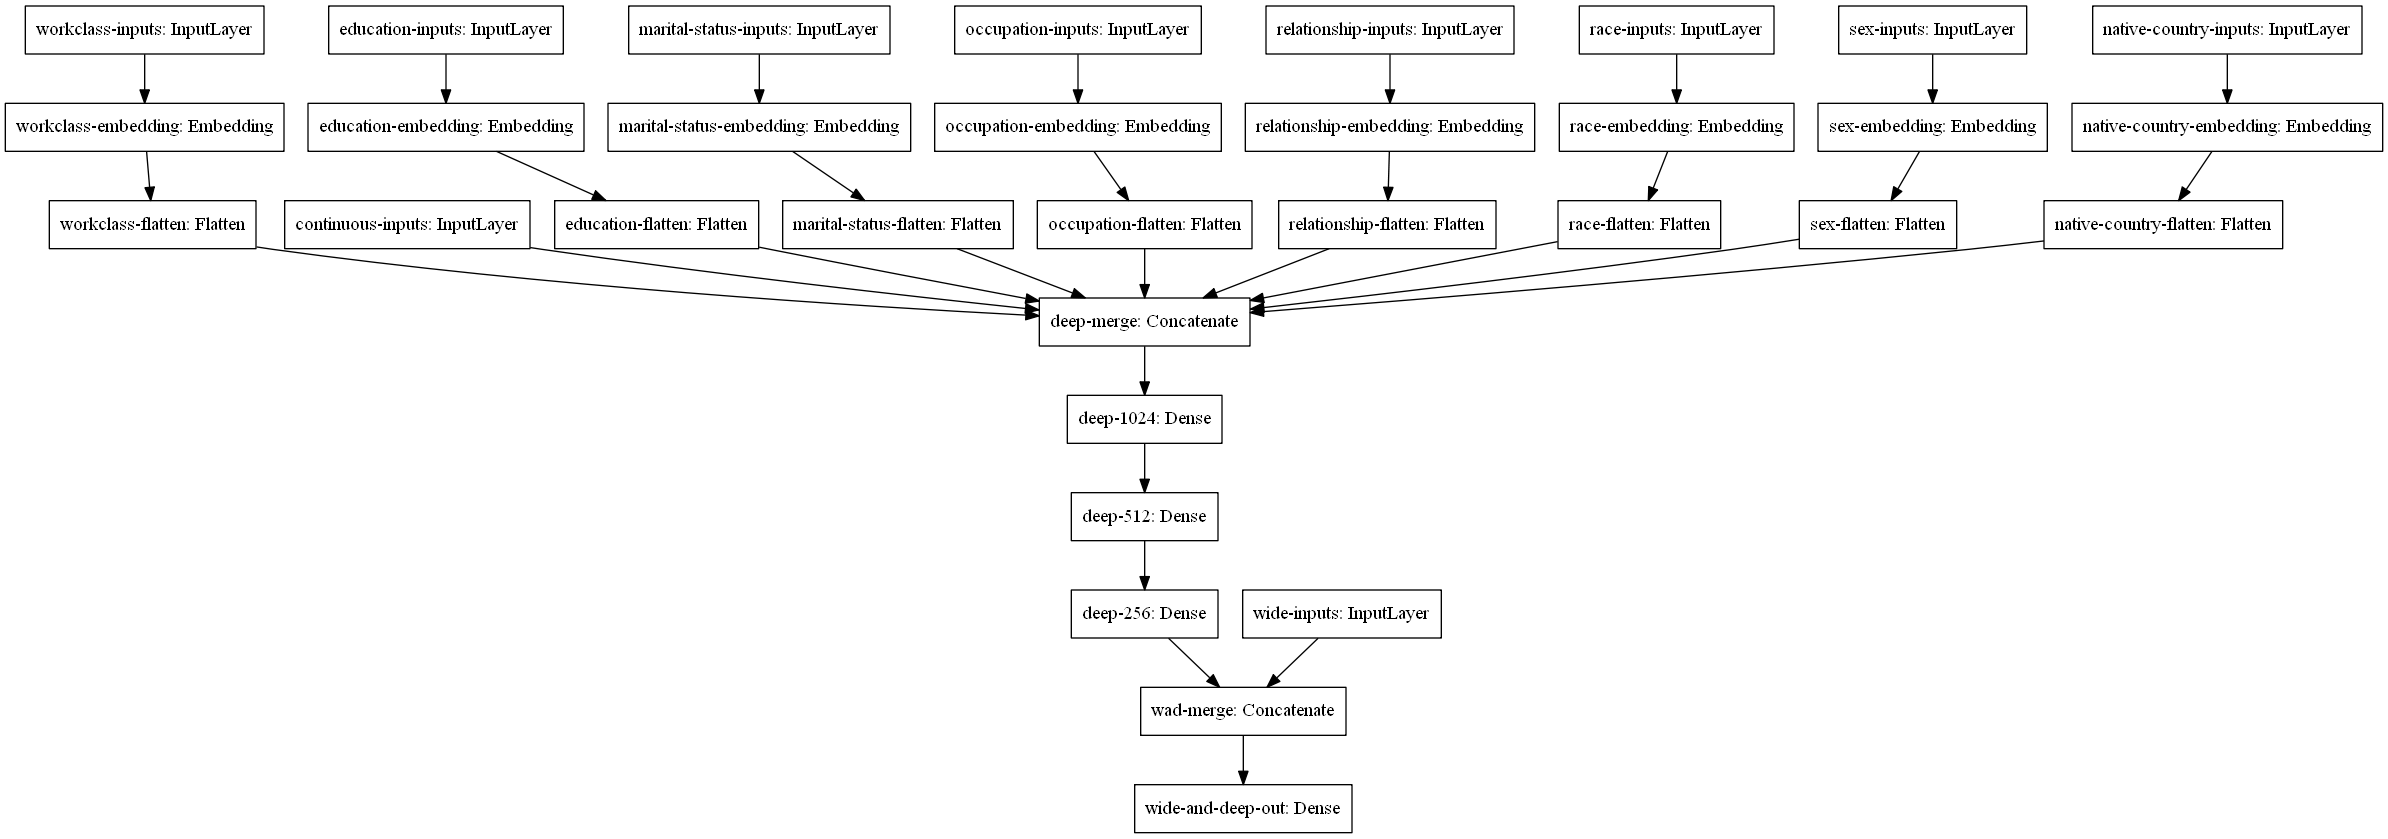 workclass-inputs: InputLayer
education-inputs: InputLayer
marital-status-inputs: InputLayer
occupation-inputs: InputLayer
relationship-inputs: InputLayer
race-inputs: InputLayer
sex-inputs: InputLayer
native-country-inputs: InputLayer
workclass-embedding: Embedding
education-embedding: Embedding
marital-status-embedding: Embedding
occupation-embedding: Embedding
relationship-embedding: Embedding
race-embedding: Embedding
sex-embedding: Embedding
native-country-embedding: Embedding
workclass-flatten: Flatten
continuous-inputs: InputLayer
education-flatten: Flatten
marital-status-flatten: Flatten
occupation-flatten: Flatten
relationship-flatten: Flatten
race-flatten: Flatten
sex-flatten: Flatten
native-country-flatten: Flatten
deep-merge: Concatenate
deep-1024: Dense
deep-512: Dense
deep-256: Dense
wide-inputs: InputLayer
wad-merge: Concatenate
wide-and-deep-out: Dense